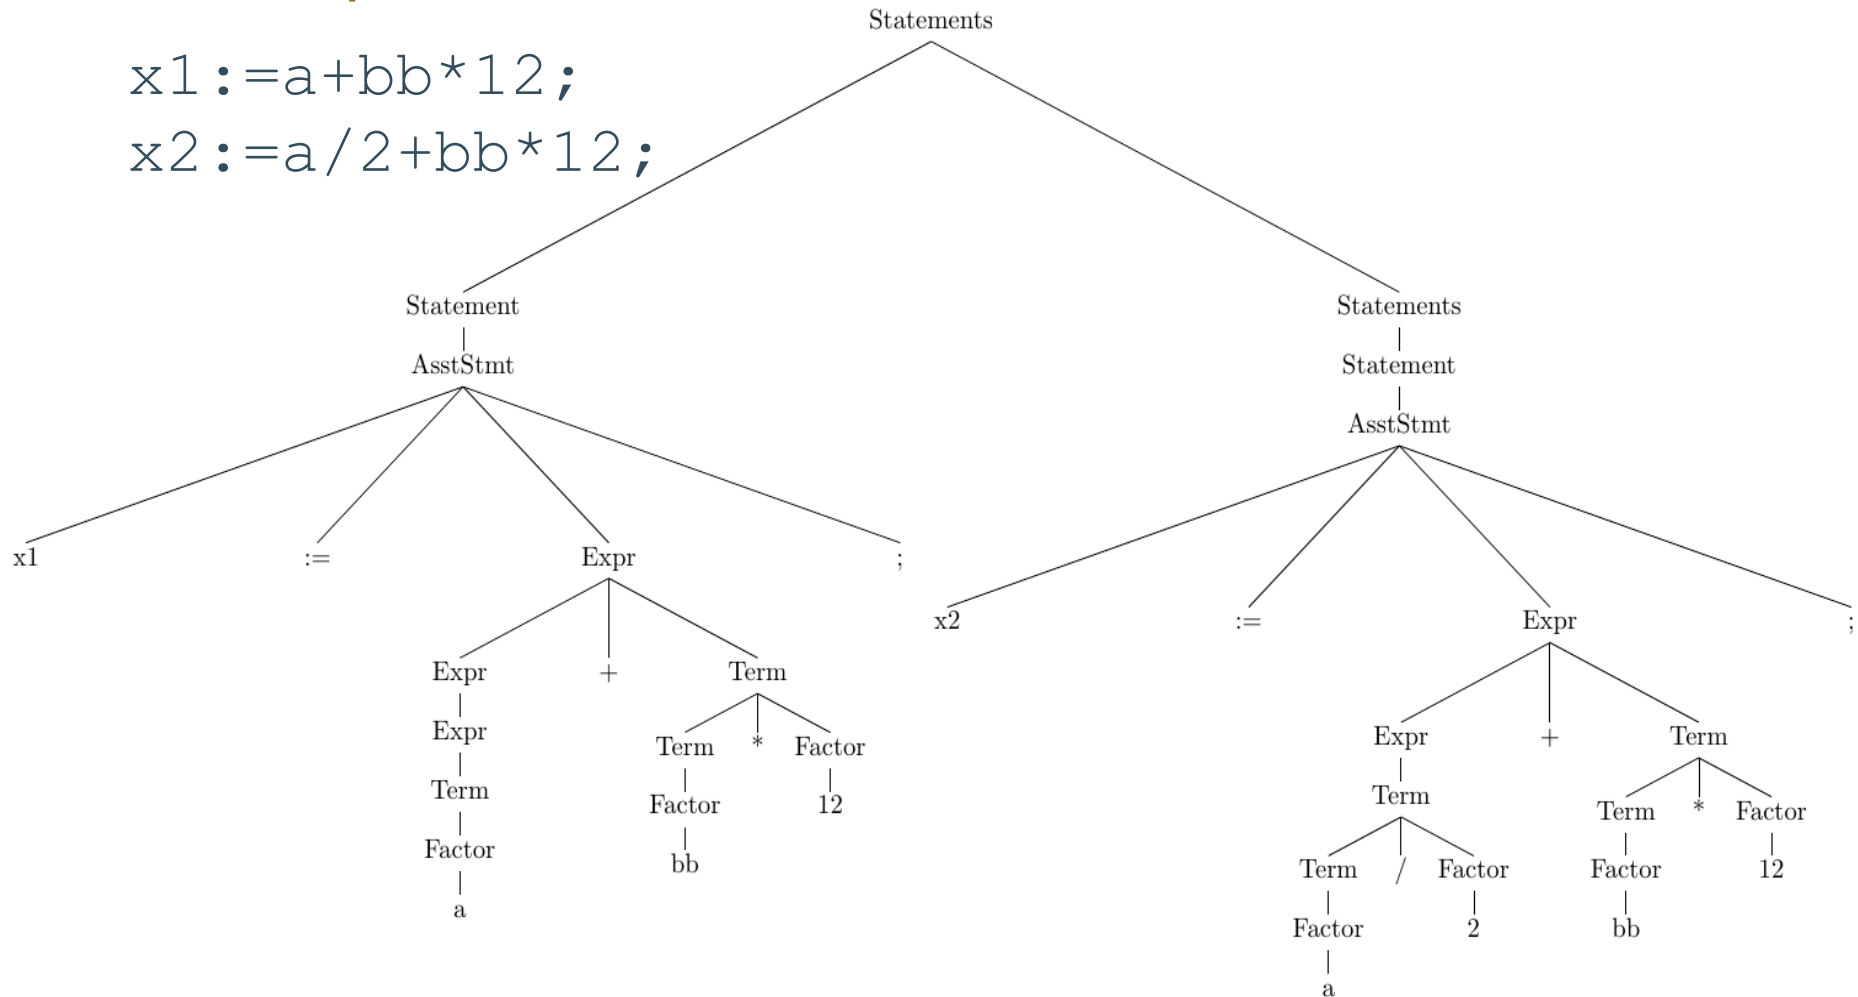 Statements
x1:=a+bb*12;
x2:=a/2+bb*12;
Statement Statements
AsstStmt Statement
AsstStmt
x1 := Expr ;
x2 := Expr ;
Expr + Term
Expr Term * Factor Expr + Term
Term Factor 12 Term Term * Factor
Factor bb Term / Factor Factor 12
a Factor 2 bb
a